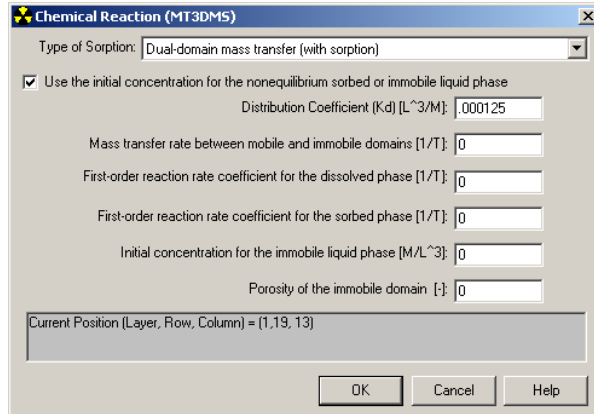 Chemical Reaction (MT3DMS)
Type of Sorption: Dual-domain mass transfer (with sorption)
Use the initial concentration for the nonequilibrium sorbed or immobile liquid phase
Distribution Coefficient (Kd) [L^3/M]: .000125
Mass transfer rate between mobile and immobile domains [1/T]: 0
First-order reaction rate coefficient for the dissolved phase [1/T]: 0
First-order reaction rate coefficient for the sorbed phase [1/T]: 0
Initial concentration for the immobile liquid phase [M/L^3]: 0
Porosity of the immobile domain [-]: 0
Current Position (Layer, Row, Column) = (1,19, 13)
OK Cancel Help